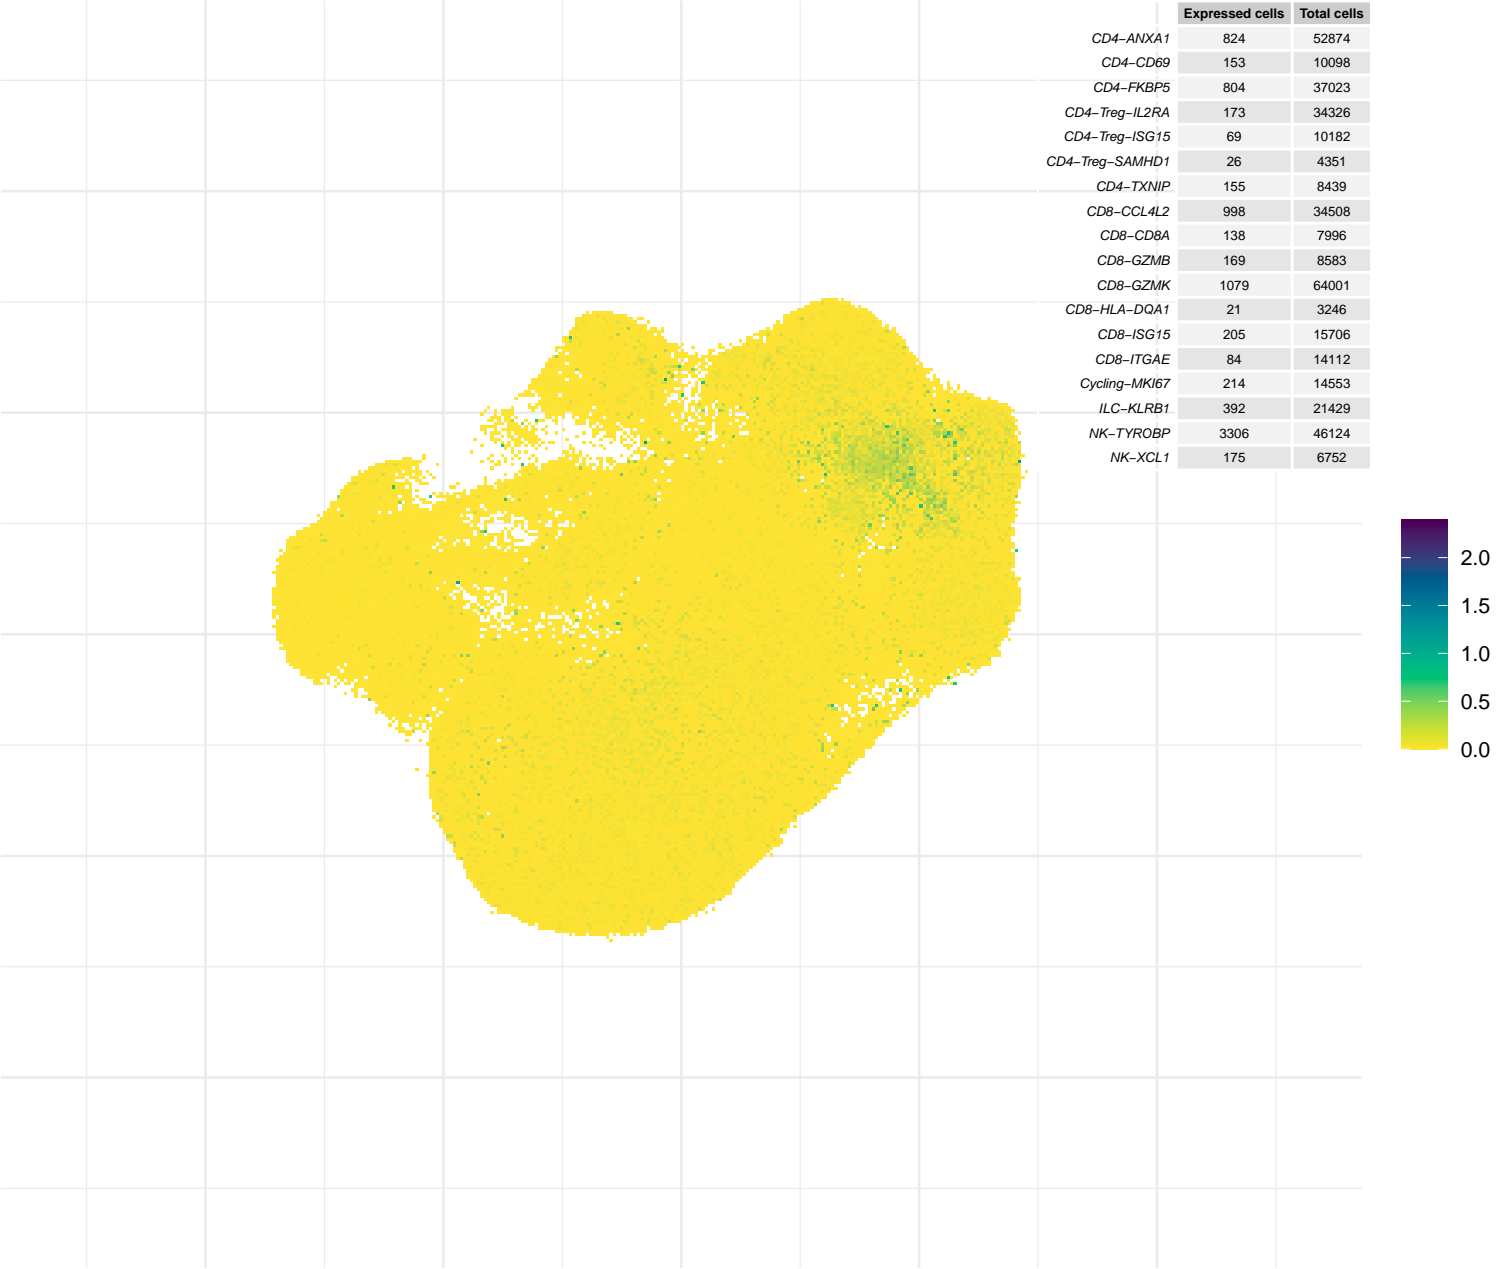 Expressed cells Total cells
CD4−ANXA1 824 52874
CD4−CD69 153 10098
CD4−FKBP5 804 37023
CD4−Treg−IL2RA 173 34326
CD4−Treg−ISG15 69 10182
CD4−Treg−SAMHD1 26 4351
CD4−TXNIP 155 8439
CD8−CCL4L2 998 34508
CD8−CD8A 138 7996
CD8−GZMB 169 8583
CD8−GZMK 1079 64001
CD8−HLA−DQA1 21 3246
CD8−ISG15 205 15706
CD8−ITGAE 84 14112
Cycling−MKI67 214 14553
ILC−KLRB1 392 21429
NK−TYROBP 3306 46124
NK−XCL1 175 6752
2.0
1.5
1.0
0.5
0.0